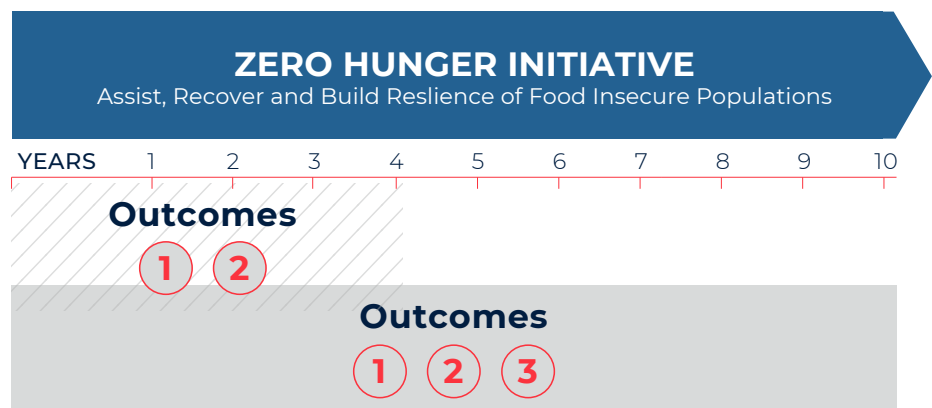 ZERO HUNGER INITIATIVE
Assist, Recover and Build Reslience of Food Insecure Populations
YEARS 1 2 3 4 5 6 7 8 9 10
Outcomes
1 2
Outcomes
1 2 3